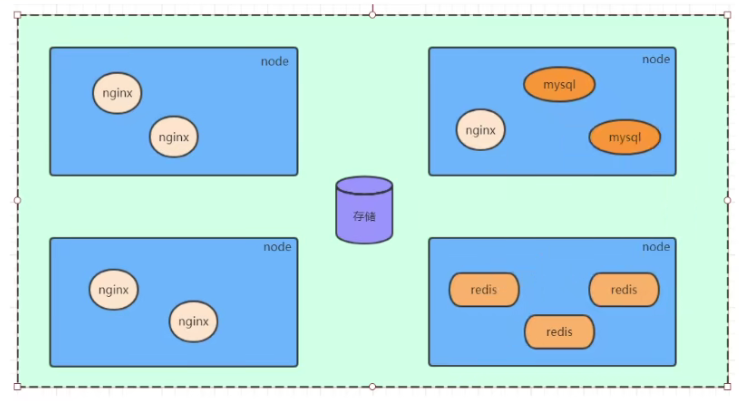 node
nginx
nginx
node
mysql
nginx
mysql
存储
node
nginx
nginx
node
redis
redis
redis